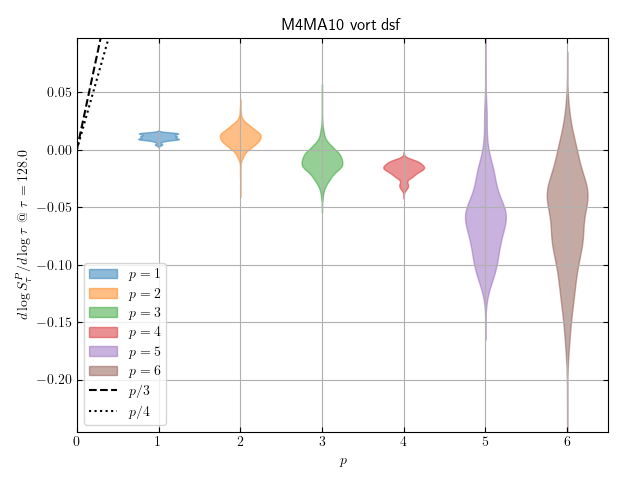 M4MA10 vort dsf
d log S_τ^P / d log τ @ τ = 128.0
0.05
0.00
−0.05
−0.10
−0.15
−0.20
p = 1
p = 2
p = 3
p = 4
p = 5
p = 6
p/3
p/4
0 1 2 3 4 5 6
p